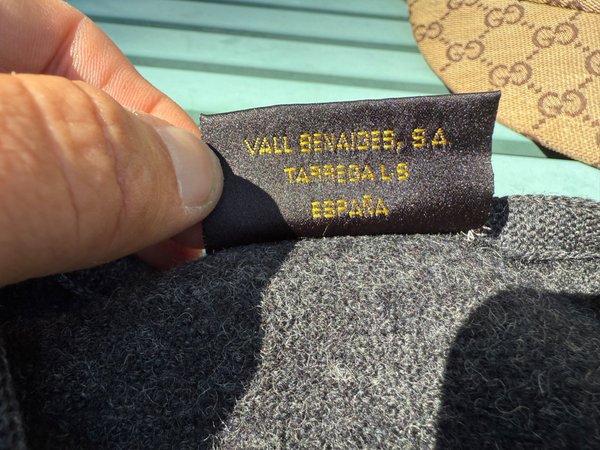 VALL BENAIGES, S.A.
TARREGA L S
ESPAÑA